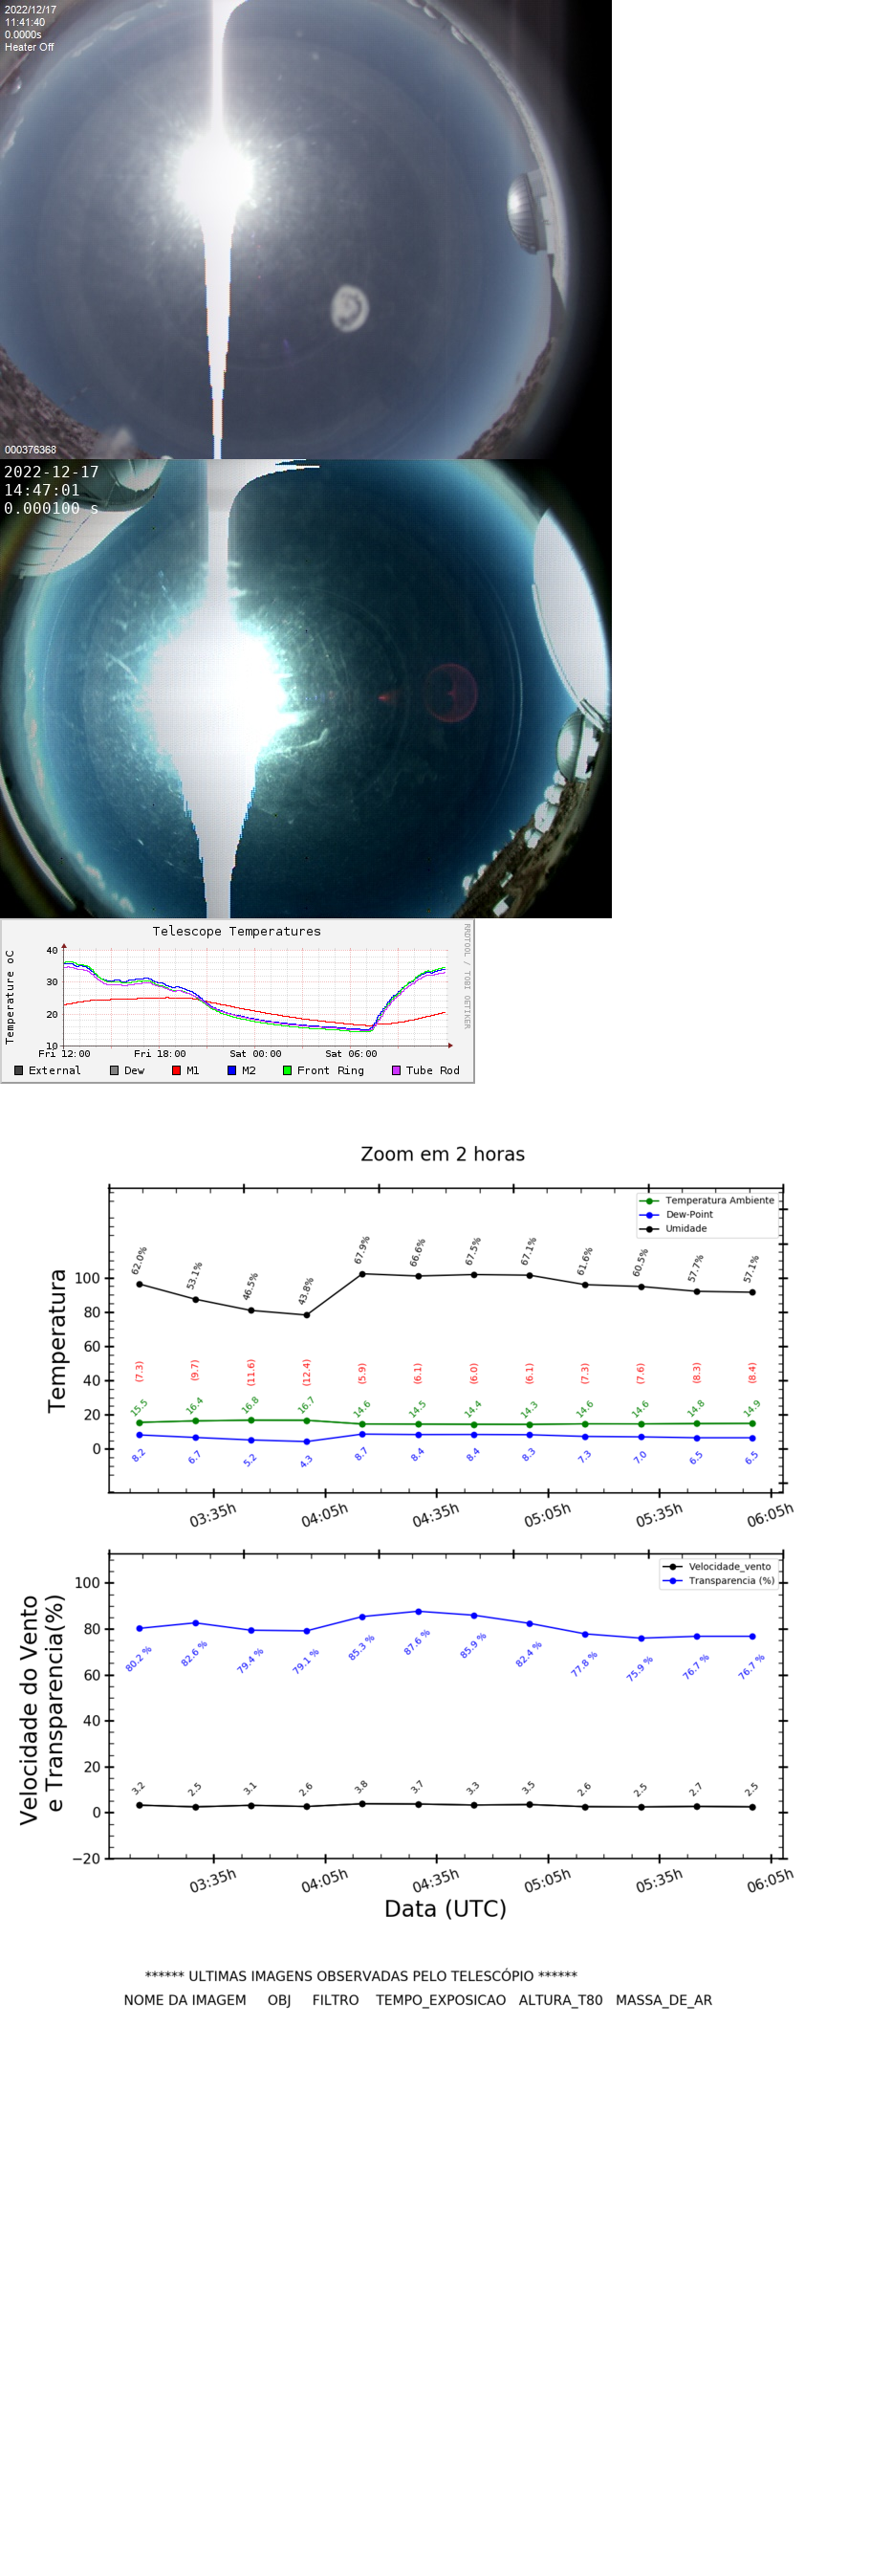 2022/12/17
11:41:40
0.0000s
Heater Off
000376368
2022-12-17
14:47:01
0.000100 s
Telescope Temperatures
RRDTOOL / TOBI OETIKER
Temperature oC
40
30
20
10
Fri 12:00 Fri 18:00 Sat 00:00 Sat 06:00
External Dew M1 M2 Front Ring Tube Rod
Zoom em 2 horas
Temperatura
Temperatura Ambiente
Dew-Point
Umidade
100
80
60
40
20
0
62.0% 53.1% 46.5% 43.8% 67.9% 66.6% 67.5% 67.1% 61.6% 60.5% 57.7% 57.1%
(7.3) (9.7) (11.6) (12.4) (5.9) (6.1) (6.0) (6.1) (7.3) (7.6) (8.3) (8.4)
15.5 16.4 16.8 16.7 14.6 14.5 14.4 14.3 14.6 14.6 14.8 14.9
8.2 6.7 5.2 4.3 8.7 8.4 8.4 8.3 7.3 7.0 6.5 6.5
03:35h 04:05h 04:35h 05:05h 05:35h 06:05h
Velocidade do Vento
e Transparencia(%)
Velocidade_vento
Transparencia (%)
100
80
60
40
20
0
−20
80.2 % 82.6 % 79.4 % 79.1 % 85.3 % 87.6 % 85.9 % 82.4 % 77.8 % 75.9 % 76.7 % 76.7 %
3.2 2.5 3.1 2.6 3.8 3.7 3.3 3.5 2.6 2.5 2.7 2.5
03:35h 04:05h 04:35h 05:05h 05:35h 06:05h
Data (UTC)
****** ULTIMAS IMAGENS OBSERVADAS PELO TELESCÓPIO ******
NOME DA IMAGEM OBJ FILTRO TEMPO_EXPOSICAO ALTURA_T80 MASSA_DE_AR